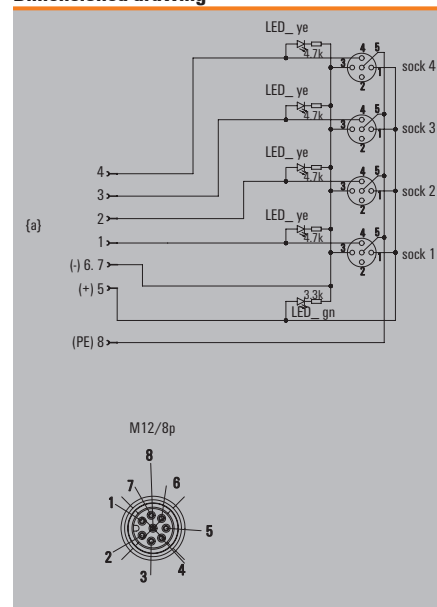 Dimensioned drawing
LED_ ye
4.7k
4 5
3 1
2
sock 4
LED_ ye
4.7k
4 5
3 1
2
sock 3
LED_ ye
4.7k
4 5
3 1
2
sock 2
LED_ ye
4.7k
4 5
3 1
2
sock 1
4
3
2
{a}
1
(-) 6. 7
(+) 5
3.3k
LED_ gn
(PE) 8
M12/8p
8
7 6
1
5
2
3 4